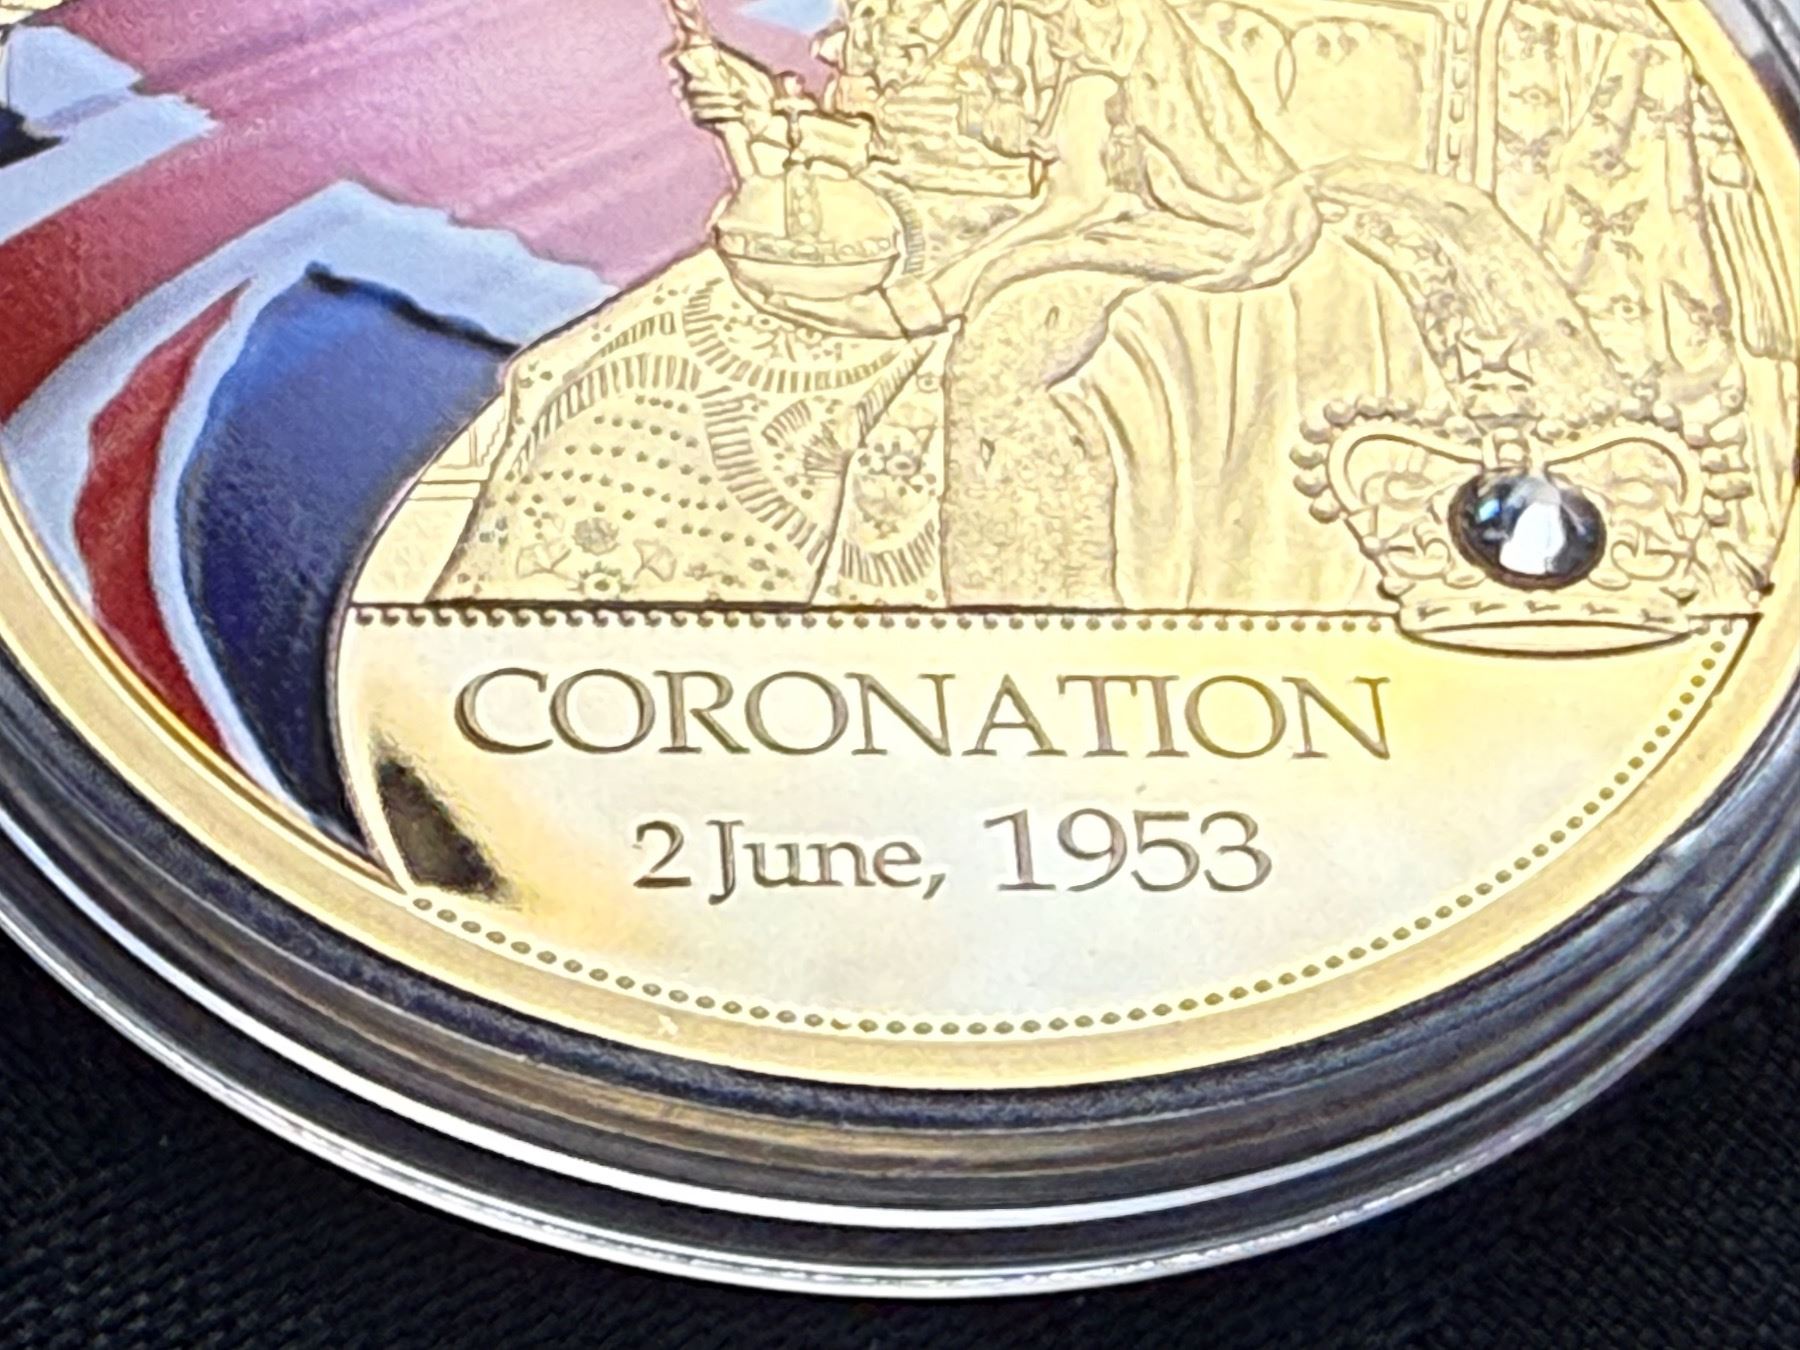 CORONATION
2 June, 1953